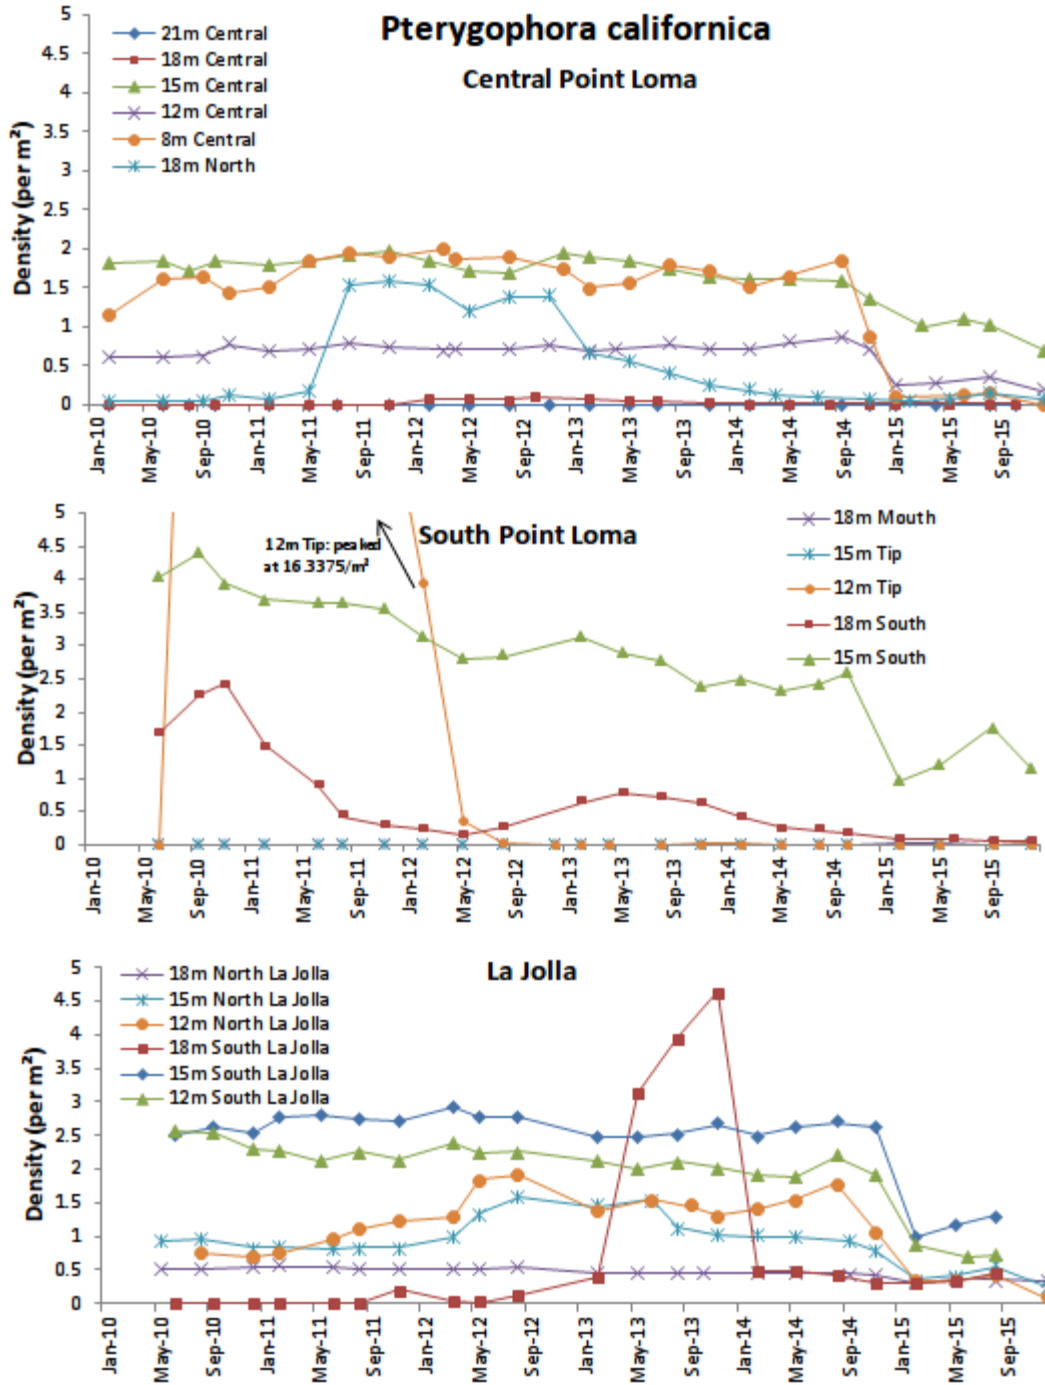 Pterygophora californica
Central Point Loma
21m Central
18m Central
15m Central
12m Central
8m Central
18m North
Density (per m²)
5
4.5
4
3.5
3
2.5
2
1.5
1
0.5
0
Jan-10 May-10 Sep-10 Jan-11 May-11 Sep-11 Jan-12 May-12 Sep-12 Jan-13 May-13 Sep-13 Jan-14 May-14 Sep-14 Jan-15 May-15 Sep-15
South Point Loma
12m Tip: peaked
at 16.3375/m²
18m Mouth
15m Tip
12m Tip
18m South
15m South
Density (per m²)
5
4.5
4
3.5
3
2.5
2
1.5
1
0.5
0
Jan-10 May-10 Sep-10 Jan-11 May-11 Sep-11 Jan-12 May-12 Sep-12 Jan-13 May-13 Sep-13 Jan-14 May-14 Sep-14 Jan-15 May-15 Sep-15
La Jolla
18m North La Jolla
15m North La Jolla
12m North La Jolla
18m South La Jolla
15m South La Jolla
12m South La Jolla
Density (per m²)
5
4.5
4
3.5
3
2.5
2
1.5
1
0.5
0
Jan-10 May-10 Sep-10 Jan-11 May-11 Sep-11 Jan-12 May-12 Sep-12 Jan-13 May-13 Sep-13 Jan-14 May-14 Sep-14 Jan-15 May-15 Sep-15